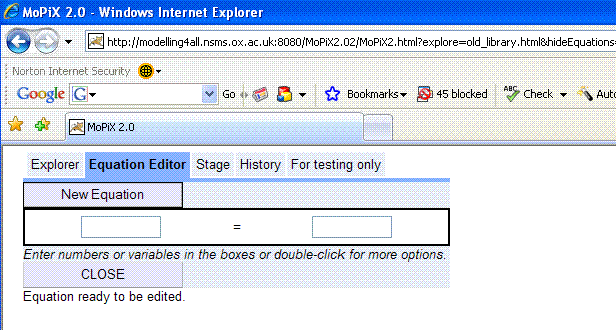 MoPiX 2.0 - Windows Internet Explorer
http://modelling4all.nsms.ox.ac.uk:8080/MoPiX2.02/MoPiX2.html?explore=old_library.html&hideEquations=
Norton Internet Security
Google G Go Bookmarks 45 blocked ABC Check Auto
MoPiX 2.0
Explorer Equation Editor Stage History For testing only
New Equation
=
Enter numbers or variables in the boxes or double-click for more options.
CLOSE
Equation ready to be edited.